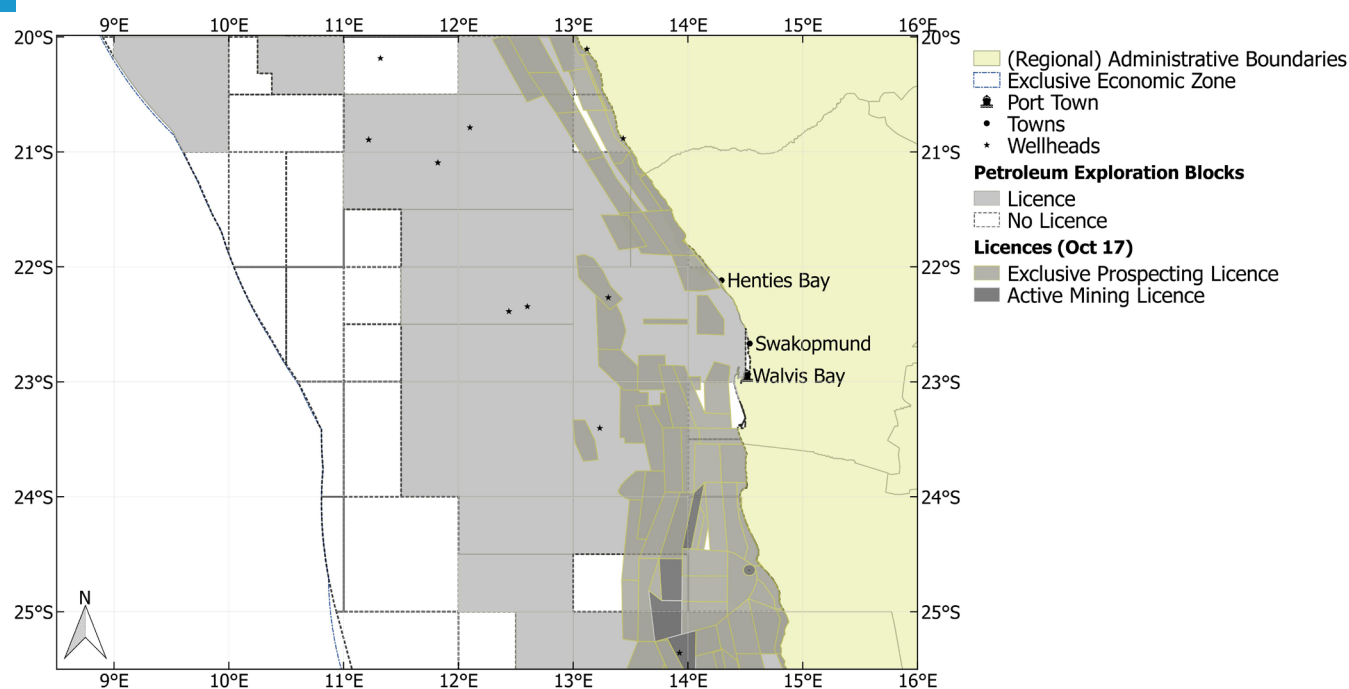 9°E 10°E 11°E 12°E 13°E 14°E 15°E 16°E
20°S 20°S
21°S 21°S
22°S 22°S
23°S 23°S
24°S 24°S
25°S 25°S
Henties Bay
Swakopmund
Walvis Bay
N
9°E 10°E 11°E 12°E 13°E 14°E 15°E 16°E
(Regional) Administrative Boundaries
Exclusive Economic Zone
Port Town
Towns
Wellheads
Petroleum Exploration Blocks
Licence
No Licence
Licences (Oct 17)
Exclusive Prospecting Licence
Active Mining Licence